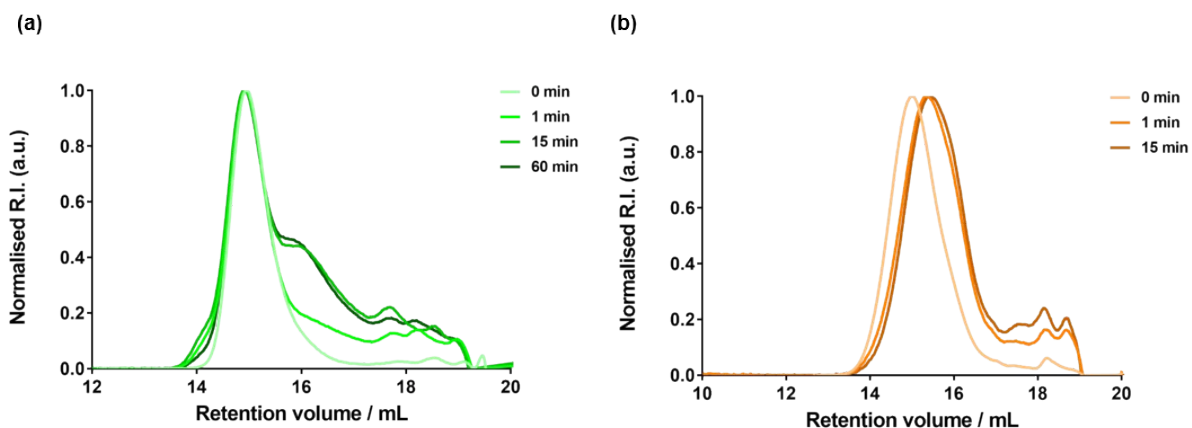 (a)
Normalised R.I. (a.u.)
1.0
0.8
0.6
0.4
0.2
0.0
12
14
16
18
20
Retention volume / mL
0 min
1 min
15 min
60 min
(b)
Normalised R.I. (a.u.)
1.0
0.8
0.6
0.4
0.2
0.0
10
12
14
16
18
20
Retention volume / mL
0 min
1 min
15 min